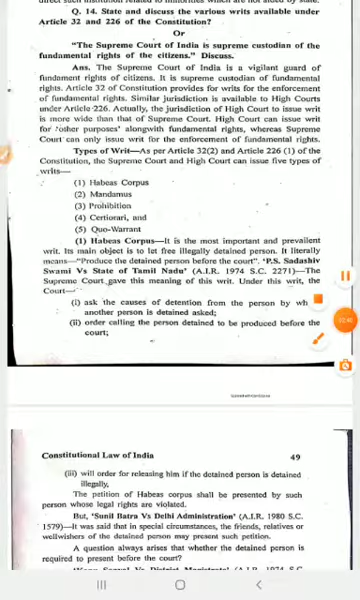 Q. 14. State and discuss the various writs available under
Article 32 and 226 of the Constitution?
Or
"The Supreme Court of India is supreme custodian of the
fundamental rights of the citizens." Discuss.
Ans. The Supreme Court of India is a vigilant guard of
fundament rights of citizens. It is supreme custodian of fundamental
rights. Article 32 of Constitution provides for writs for the enforcement
of fundamental rights. Similar jurisdiction is available to High Courts
under Article 226. Actually, the jurisdiction of High Court to issue writ
is more wide than that of Supreme Court. High Court can issue writ
for 'other purposes' alongwith fundamental rights, whereas Supreme
Court can only issue writ for the enforcement of fundamental rights.
Types of Writ—As per Article 32(2) and Article 226 (1) of the
Constitution, the Supreme Court and High Court can issue five types of
writs—
(1) Habeas Corpus
(2) Mandamus
(3) Prohibition
(4) Certiorari, and
(5) Quo-Warrant
(1) Habeas Corpus—It is the most important and prevailent
writ. Its main object is to let free illegally detained person. It literally
means—"Produce the detained person before the court". 'P.S. Sadashiv
Swami Vs State of Tamil Nadu' (A.I.R. 1974 S.C. 2271)—The
Supreme Court gave this meaning of this writ. Under this writ, the
Court—
(i) ask the causes of detention from the person by wh
another person is detained asked;
(ii) order calling the person detained to be produced before the
court;
Constitutional Law of India 49
(iii) will order for releasing him if the detained person is detained
illegally,
The petition of Habeas corpus shall be presented by such
person whose legal rights are violated.
But, 'Sunil Batra Vs Delhi Administration' (A.I.R. 1980 S.C.
1579)—It was said that in special circumstances, the friends, relatives or
wellwishers of the detained person may present such petition.
A question always arises that whether the detained person is
required to present before the court?